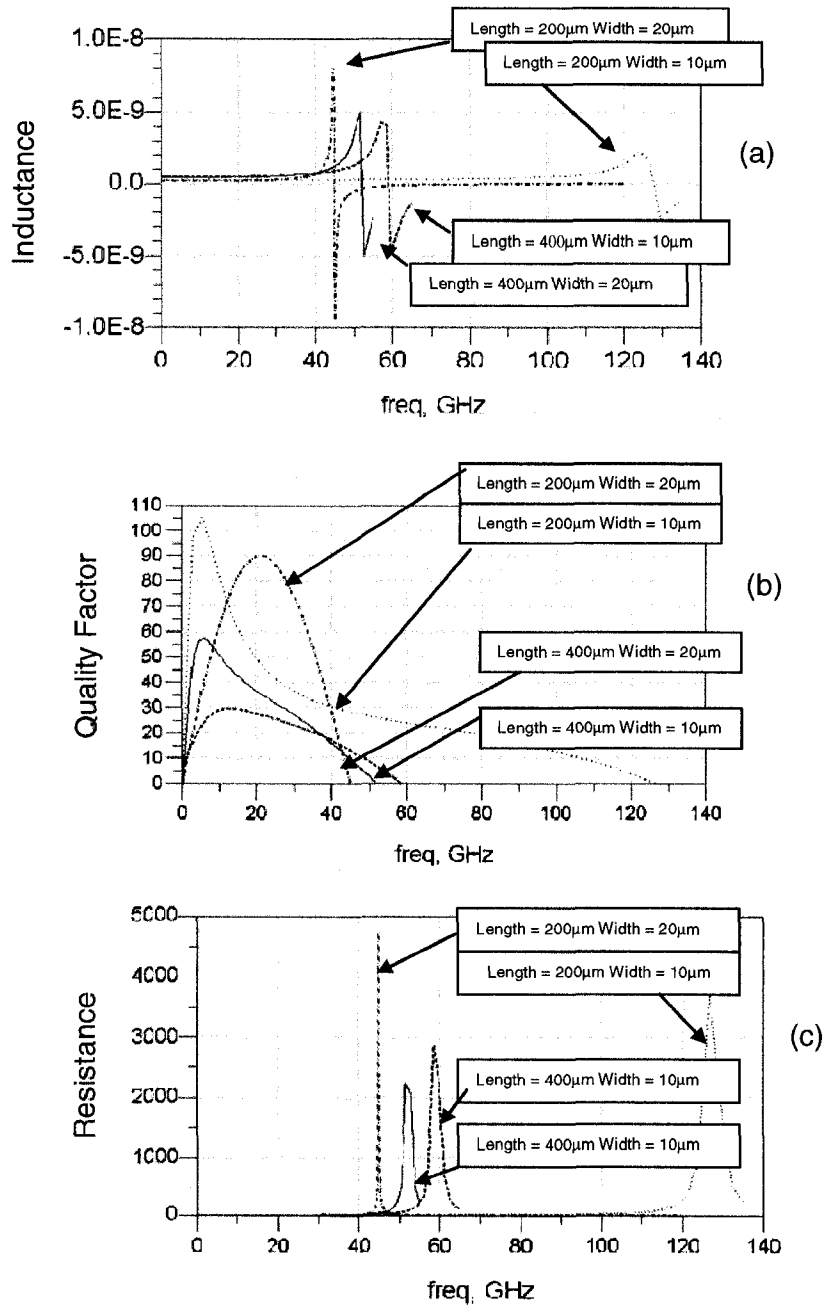 Length = 200µm Width = 20µm
Length = 200µm Width = 10µm
1.0E-8
5.0E-9
0.0
-5.0E-9
-1.0E-8
Inductance
(a)
Length = 400µm Width = 10µm
Length = 400µm Width = 20µm
0 20 40 60 80 100 120 140
freq, GHz
Length = 200µm Width = 20µm
Length = 200µm Width = 10µm
110
100
90
80
70
60
50
40
30
20
10
0
Quality Factor
(b)
Length = 400µm Width = 20µm
Length = 400µm Width = 10µm
0 20 40 60 80 100 120 140
freq, GHz
5000
4000
3000
2000
1000
0
Resistance
Length = 200µm Width = 20µm
Length = 200µm Width = 10µm
(c)
Length = 400µm Width = 10µm
Length = 400µm Width = 10µm
0 20 40 60 80 100 120 140
freq, GHz